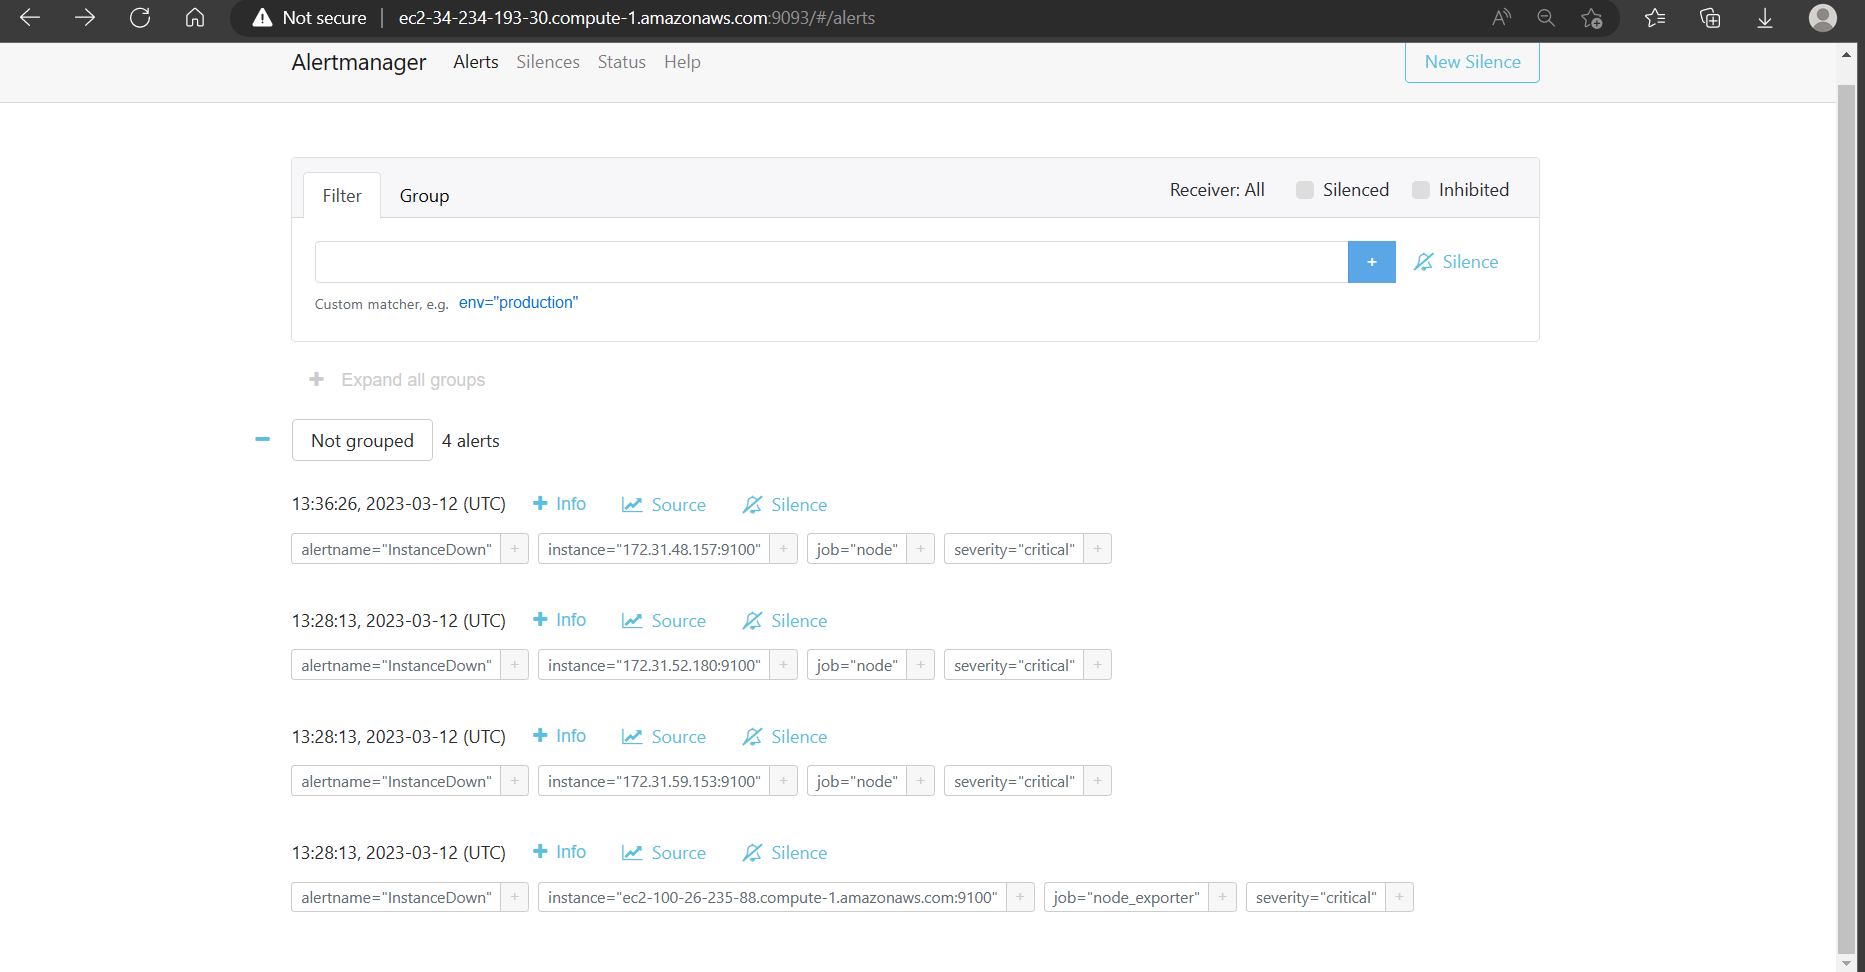 Not secure | ec2-34-234-193-30.compute-1.amazonaws.com:9093/#/alerts
Alertmanager Alerts Silences Status Help New Silence
Filter Group Receiver: All Silenced Inhibited
+ Silence
Custom matcher, e.g. env="production"
+ Expand all groups
− Not grouped 4 alerts
13:36:26, 2023-03-12 (UTC) + Info Source Silence
alertname="InstanceDown" + instance="172.31.48.157:9100" + job="node" + severity="critical" +
13:28:13, 2023-03-12 (UTC) + Info Source Silence
alertname="InstanceDown" + instance="172.31.52.180:9100" + job="node" + severity="critical" +
13:28:13, 2023-03-12 (UTC) + Info Source Silence
alertname="InstanceDown" + instance="172.31.59.153:9100" + job="node" + severity="critical" +
13:28:13, 2023-03-12 (UTC) + Info Source Silence
alertname="InstanceDown" + instance="ec2-100-26-235-88.compute-1.amazonaws.com:9100" + job="node_exporter" + severity="critical" +